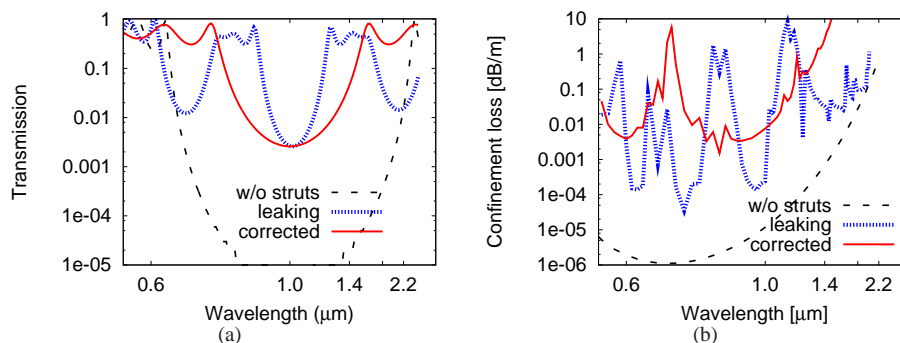 Transmission
1
0.1
0.01
0.001
1e-04
1e-05
w/o struts
leaking
corrected
0.6 1.0 1.4 2.2
Wavelength (μm)
(a)
Confinement loss [dB/m]
10
1
0.1
0.01
0.001
1e-04
1e-05
1e-06
w/o struts
leaking
corrected
0.6 1.0 1.4 2.2
Wavelength [μm]
(b)